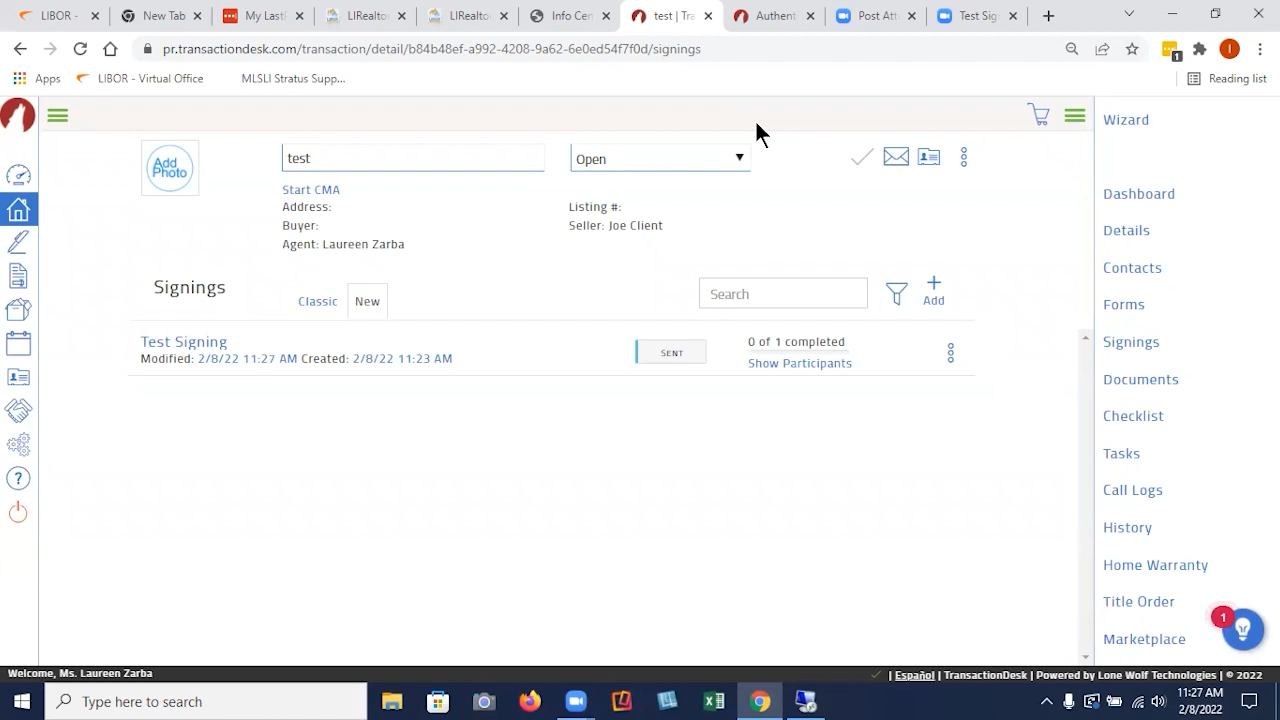 LIBOR -
New Tab
My Last
LIRealto
LIRealto
Info Cen
test | Tra
Authent
Post Att
Test Sig
pr.transactiondesk.com/transaction/detail/b84b48ef-a992-4208-9a62-6e0ed54f7f0d/signings
1
I
Apps
LIBOR - Virtual Office
MLSLI Stratus Supp...
Reading list
Add Photo
test
Open
Start CMA
Address:
Listing #:
Buyer:
Seller: Joe Client
Agent: Laureen Zarba
Signings
Classic
New
Search
Add
Test Signing
Modified: 2/8/22 11:27 AM Created: 2/8/22 11:23 AM
SENT
0 of 1 completed
Show Participants
Wizard
Dashboard
Details
Contacts
Forms
Signings
Documents
Checklist
Tasks
Call Logs
History
Home Warranty
Title Order
Marketplace
1
Welcome, Ms. Laureen Zarba
| Español | TransactionDesk | Powered by Lone Wolf Technologies | © 2022
Type here to search
11:27 AM
2/8/2022